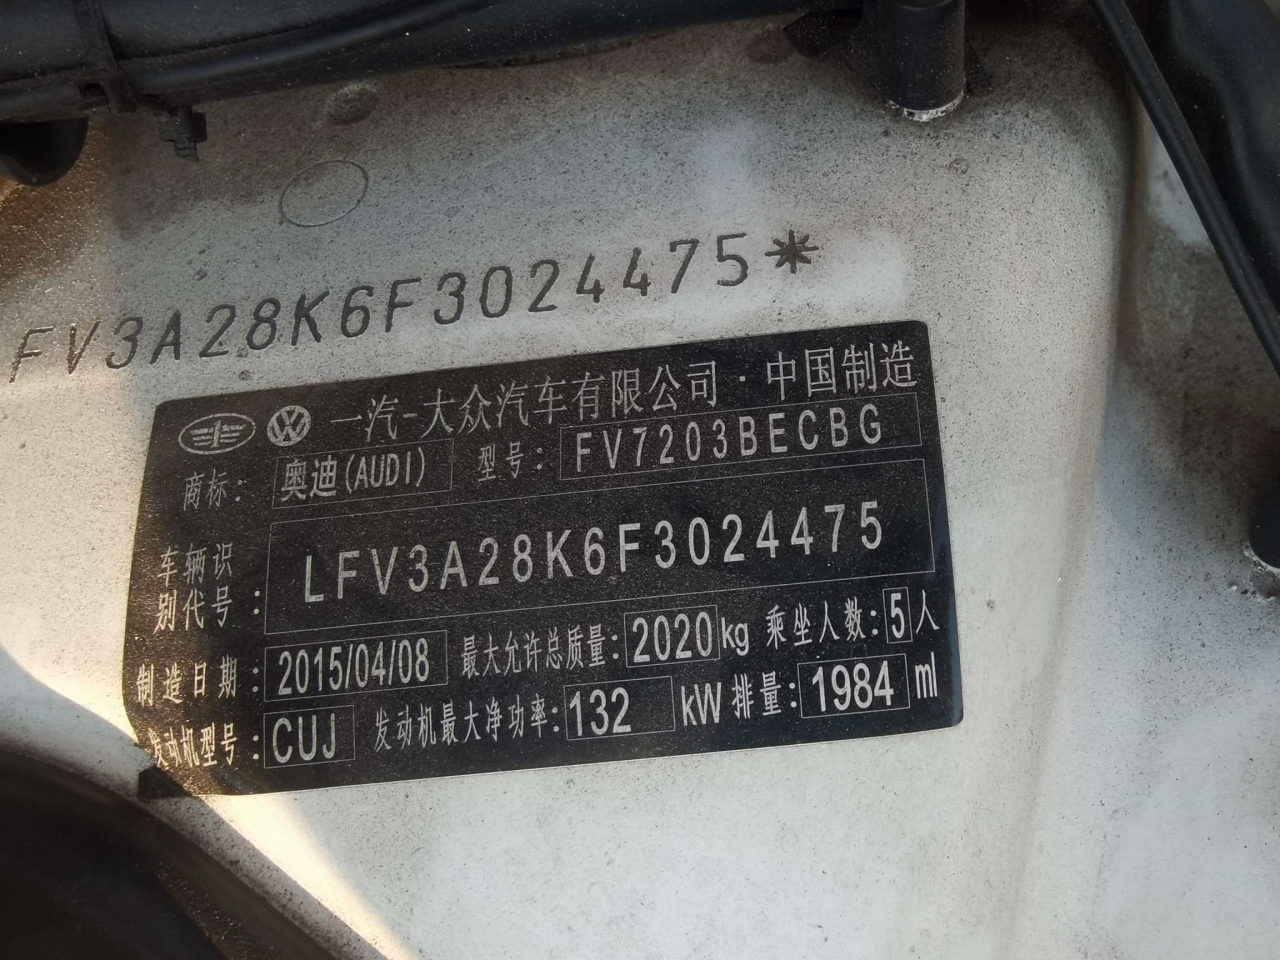 FV3A28K6F3024475*
一汽-大众汽车有限公司·中国制造
商标: 奥迪(AUDI) 型号: FV7203BECBG
车辆识别代号: LFV3A28K6F3024475
制造日期: 2015/04/08 最大允许总质量: 2020kg 乘坐人数: 5人
发动机型号: CUJ 发动机最大净功率: 132 kW 排量: 1984 ml